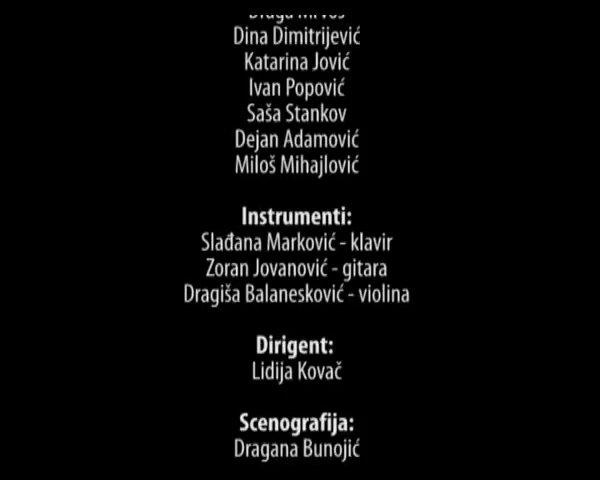 Dina Dimitrijević
Katarina Jović
Ivan Popović
Saša Stankov
Dejan Adamović
Miloš Mihajlović
Instrumenti:
Slađana Marković - klavir
Zoran Jovanović - gitara
Dragiša Balanesković - violina
Dirigent:
Lidija Kovač
Scenografija:
Dragana Bunojić